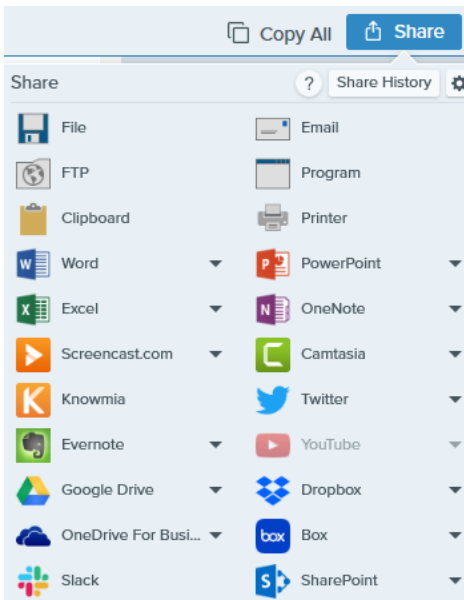 Copy All Share
Share ? Share History
File Email
FTP Program
Clipboard Printer
Word PowerPoint
Excel OneNote
Screencast.com Camtasia
Knowmia Twitter
Evernote YouTube
Google Drive Dropbox
OneDrive For Busi... box Box
Slack SharePoint